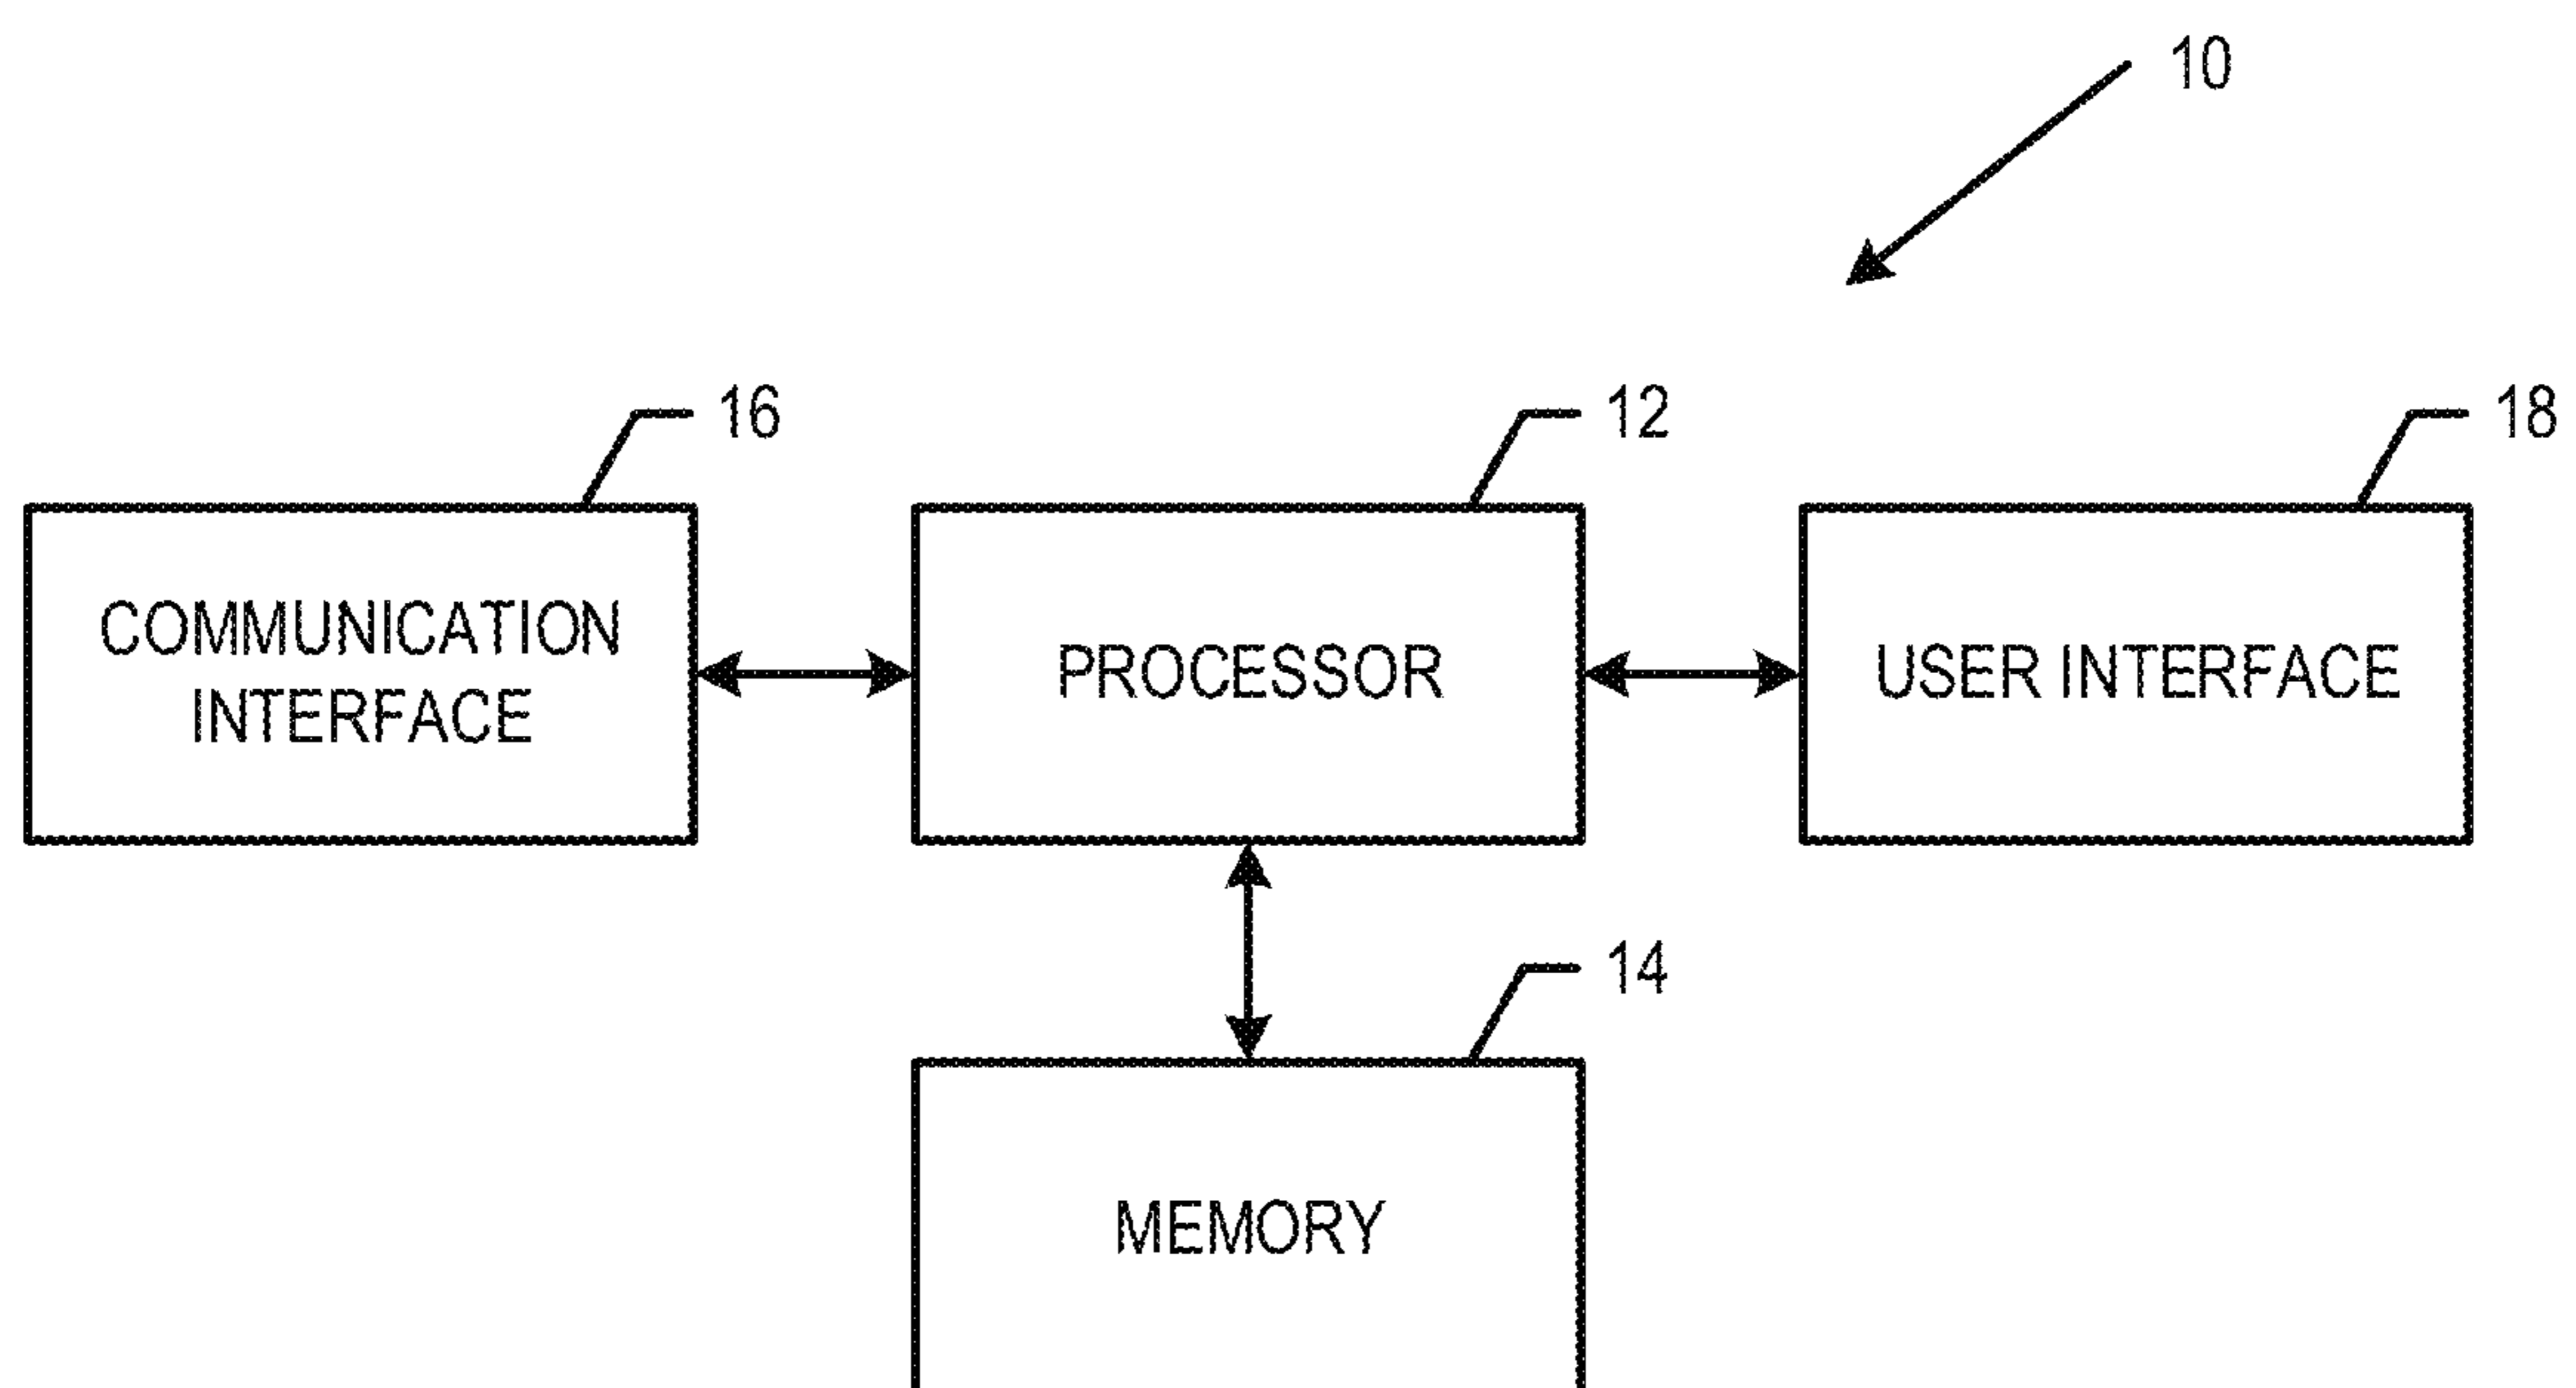 10
16
12
18
COMMUNICATION
INTERFACE
PROCESSOR
USER INTERFACE
14
MEMORY